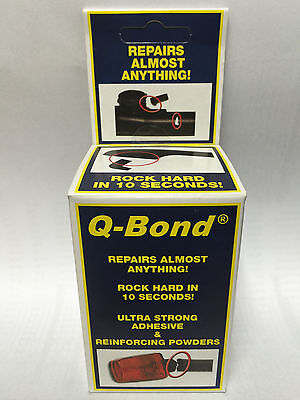 REPAIRS
ALMOST
ANYTHING!
ROCK HARD
IN 10 SECONDS!
Q-Bond®
REPAIRS ALMOST
ANYTHING!
ROCK HARD IN
10 SECONDS!
ULTRA STRONG
ADHESIVE
&
REINFORCING POWDERS